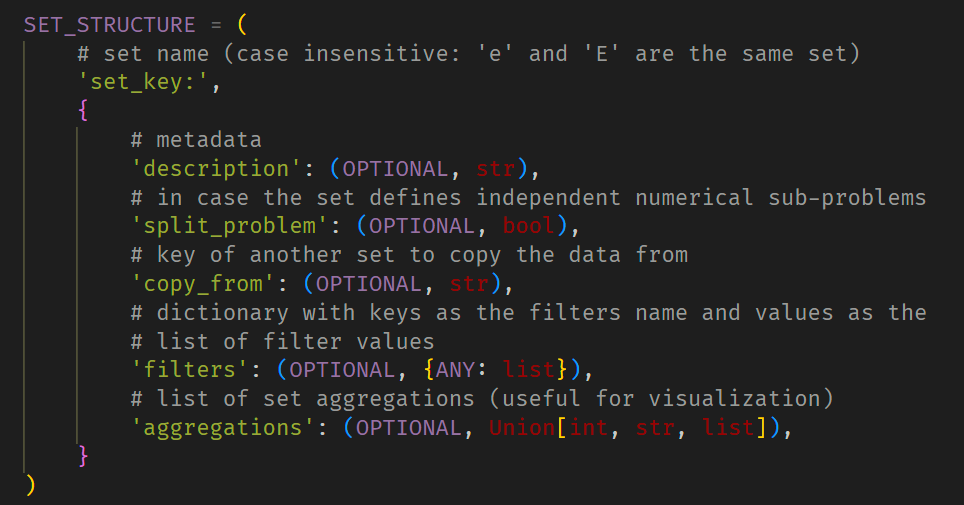 SET_STRUCTURE = (
    # set name (case insensitive: 'e' and 'E' are the same set)
    'set_key:',
    {
        # metadata
        'description': (OPTIONAL, str),
        # in case the set defines independent numerical sub-problems
        'split_problem': (OPTIONAL, bool),
        # key of another set to copy the data from
        'copy_from': (OPTIONAL, str),
        # dictionary with keys as the filters name and values as the
        # list of filter values
        'filters': (OPTIONAL, {ANY: list}),
        # list of set aggregations (useful for visualization)
        'aggregations': (OPTIONAL, Union[int, str, list]),
    }
)